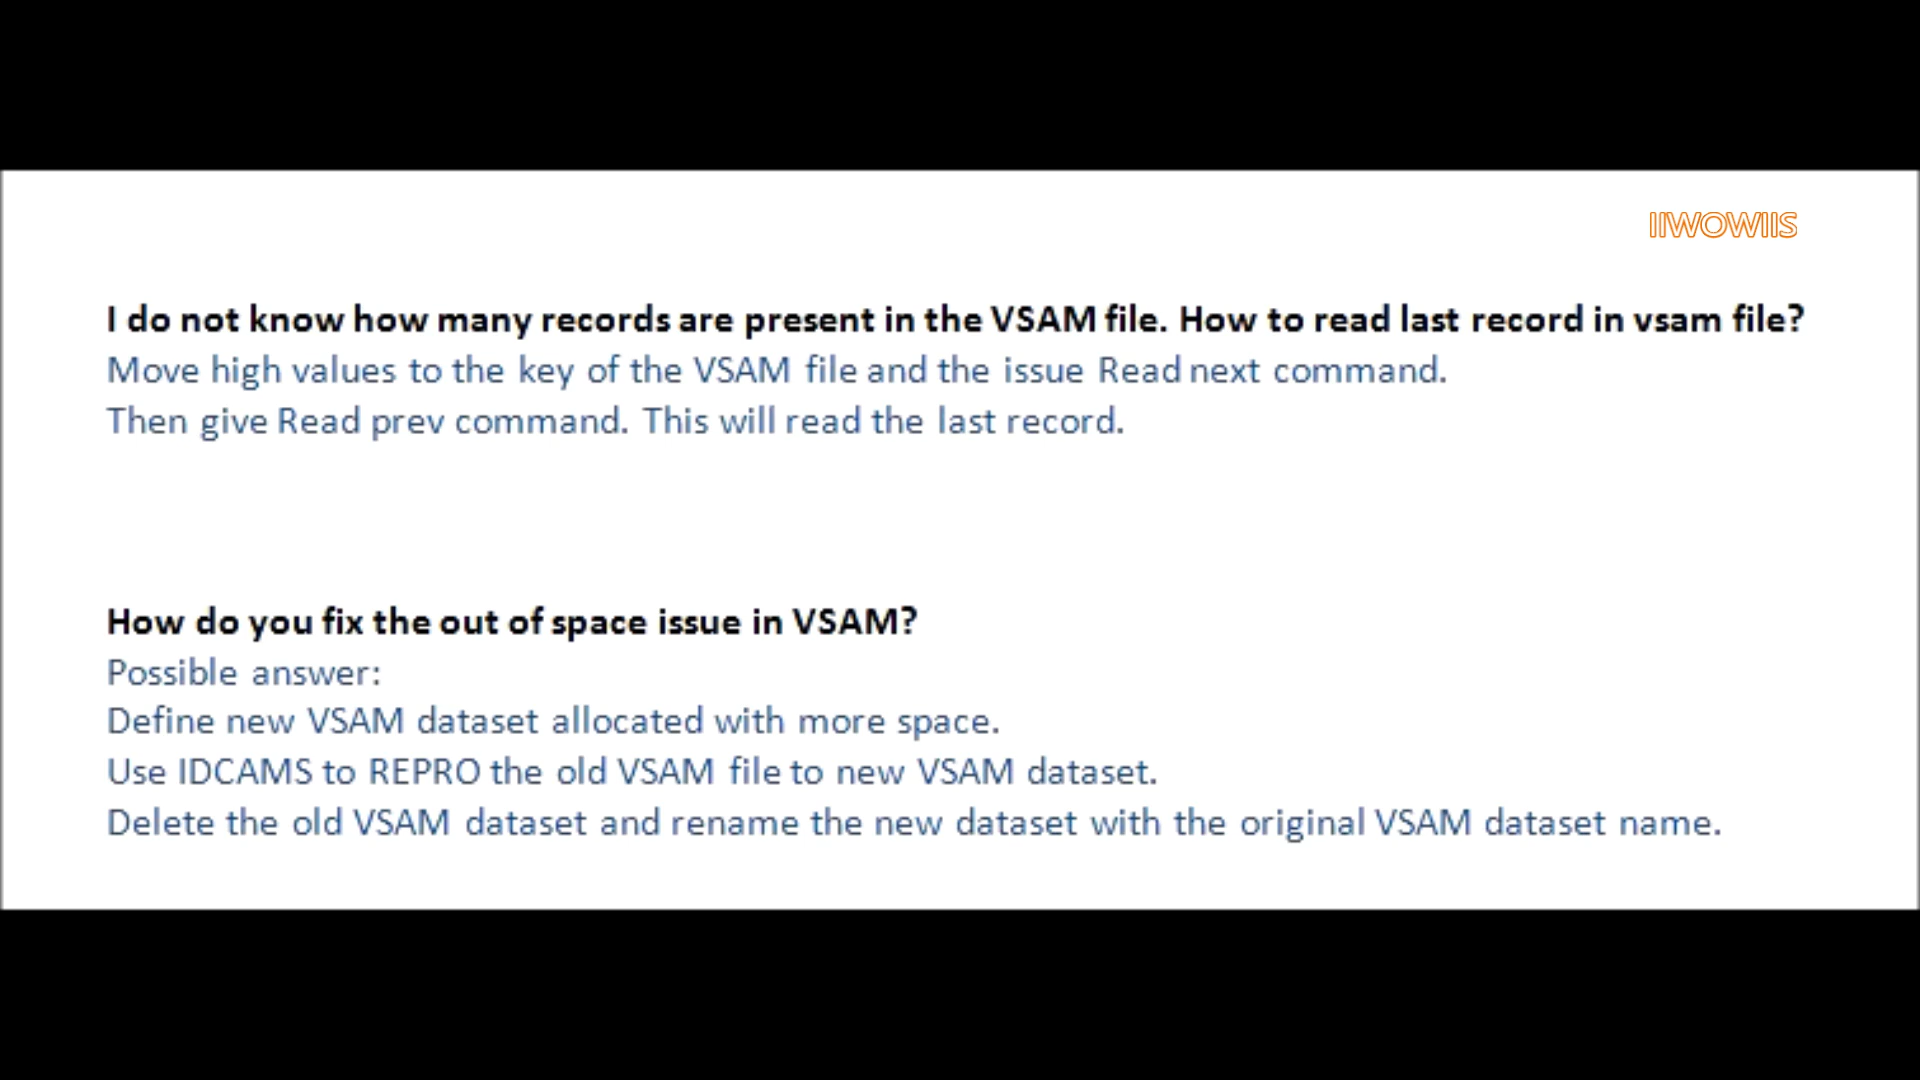 IIWOWIIS
I do not know how many records are present in the VSAM file. How to read last record in vsam file?
Move high values to the key of the VSAM file and the issue Read next command.
Then give Read prev command. This will read the last record.
How do you fix the out of space issue in VSAM?
Possible answer:
Define new VSAM dataset allocated with more space.
Use IDCAMS to REPRO the old VSAM file to new VSAM dataset.
Delete the old VSAM dataset and rename the new dataset with the original VSAM dataset name.